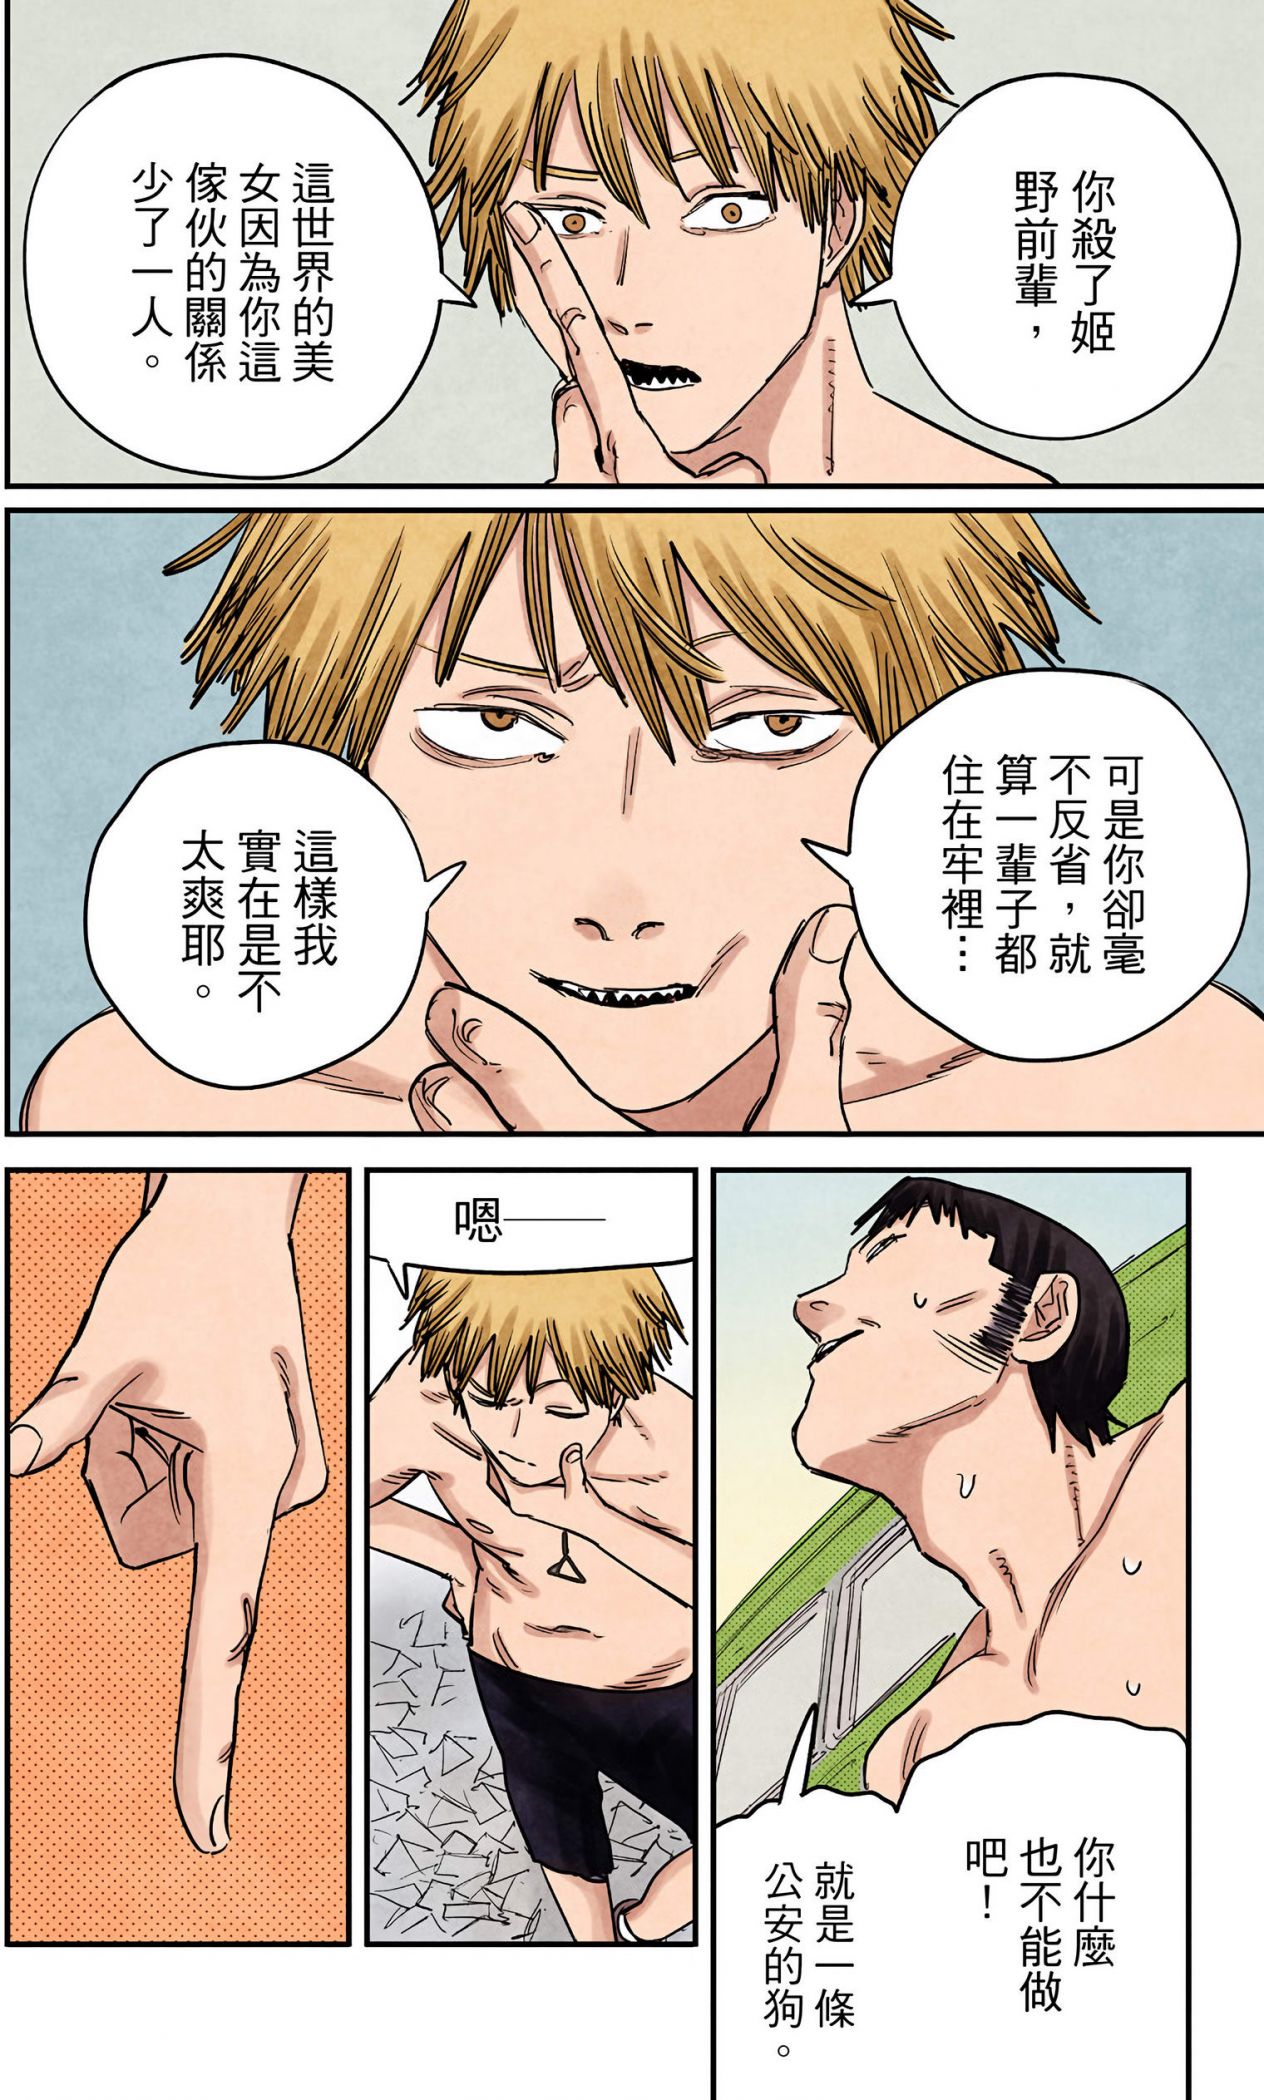 你殺了姬
野前輩，
這世界的美
女因為你這
傢伙的關係
少了一人。
可是你卻毫
不反省，就
算一輩子都
住在牢裡…
這樣我
實在是不
太爽耶。
你什麼
也不能做
吧！
就是一條
公安的狗。
嗯——